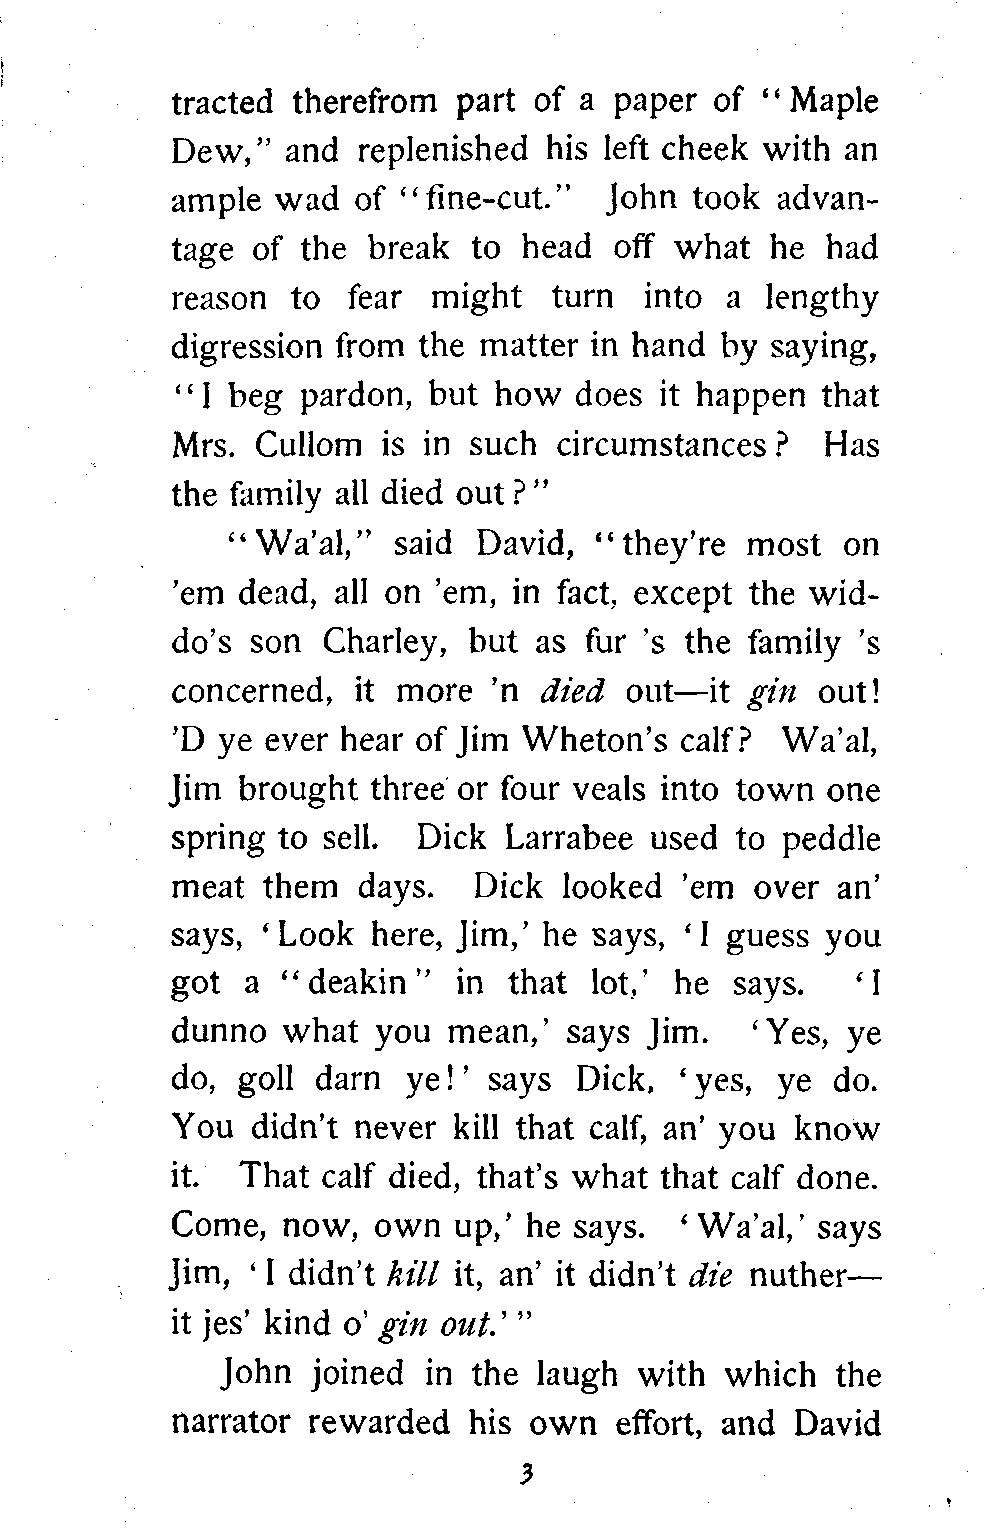 tracted therefrom part of a paper of “Maple
Dew,” and replenished his left cheek with an
ample wad of “fine-cut.” John took advan-
tage of the break to head off what he had
reason to fear might turn into a lengthy
digression from the matter in hand by saying,
“I beg pardon, but how does it happen that
Mrs. Cullom is in such circumstances? Has
the family all died out?”
“Wa'al,” said David, “they're most on
'em dead, all on 'em, in fact, except the wid-
do's son Charley, but as fur 's the family 's
concerned, it more 'n died out—it gin out!
'D ye ever hear of Jim Wheton's calf? Wa'al,
Jim brought three or four veals into town one
spring to sell. Dick Larrabee used to peddle
meat them days. Dick looked 'em over an'
says, ‘Look here, Jim,’ he says, ‘I guess you
got a “deakin” in that lot,’ he says. ‘I
dunno what you mean,’ says Jim. ‘Yes, ye
do, goll darn ye!’ says Dick, ‘yes, ye do.
You didn't never kill that calf, an' you know
it. That calf died, that's what that calf done.
Come, now, own up,’ he says. ‘Wa'al,’ says
Jim, ‘I didn't kill it, an' it didn't die nuther—
it jes' kind o' gin out.’”
John joined in the laugh with which the
narrator rewarded his own effort, and David
3